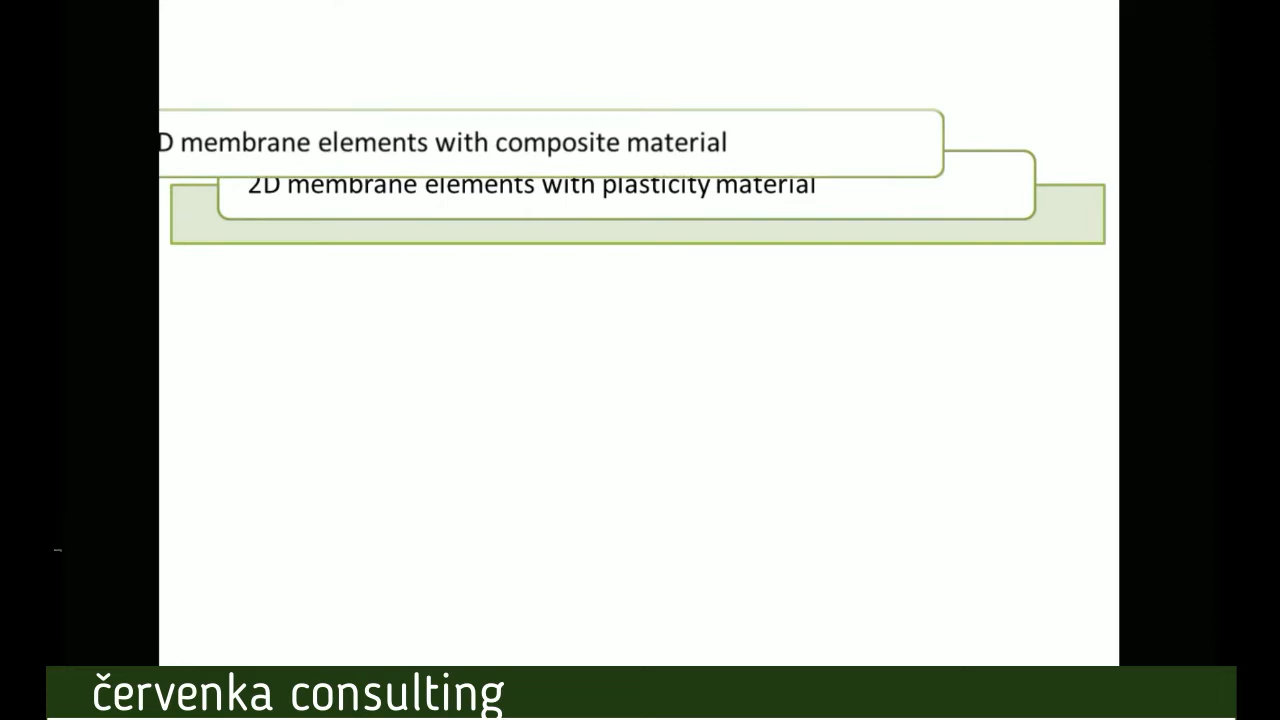 D membrane elements with composite material
2D membrane elements with plasticity material
červenka consulting